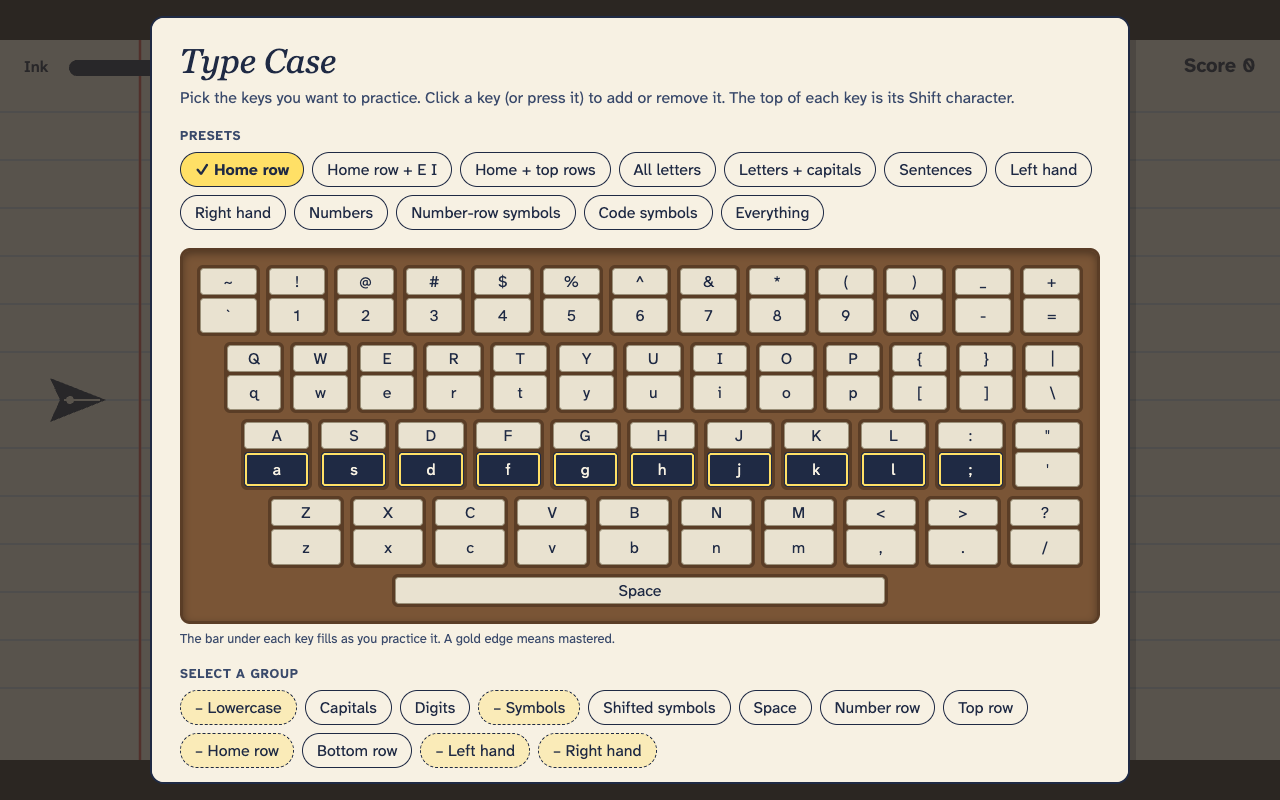 Ink
Score 0
Type Case
Pick the keys you want to practice. Click a key (or press it) to add or remove it. The top of each key is its Shift character.
PRESETS
✓ Home row Home row + E I Home + top rows All letters Letters + capitals Sentences Left hand
Right hand Numbers Number-row symbols Code symbols Everything
~ ! @ # $ % ^ & * ( ) _ +
` 1 2 3 4 5 6 7 8 9 0 - =
Q W E R T Y U I O P { } |
q w e r t y u i o p [ ] \
A S D F G H J K L : "
a s d f g h j k l ; '
Z X C V B N M < > ?
z x c v b n m , . /
Space
The bar under each key fills as you practice it. A gold edge means mastered.
SELECT A GROUP
– Lowercase Capitals Digits – Symbols Shifted symbols Space Number row Top row
– Home row Bottom row – Left hand – Right hand